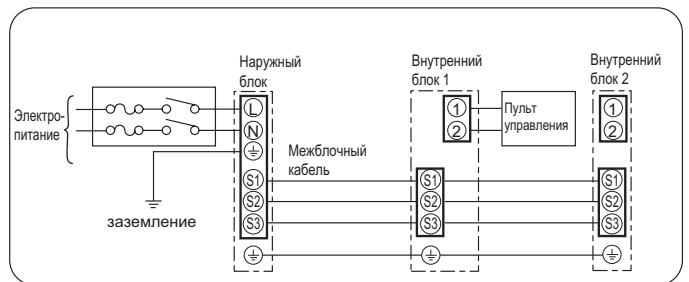 Наружный
блок
Внутренний
блок 1
Внутренний
блок 2
Электро-
питание
L
N
1
2
Пульт
управления
1
2
Межблочный
кабель
S1
S2
S3
S1
S2
S3
S1
S2
S3
заземление